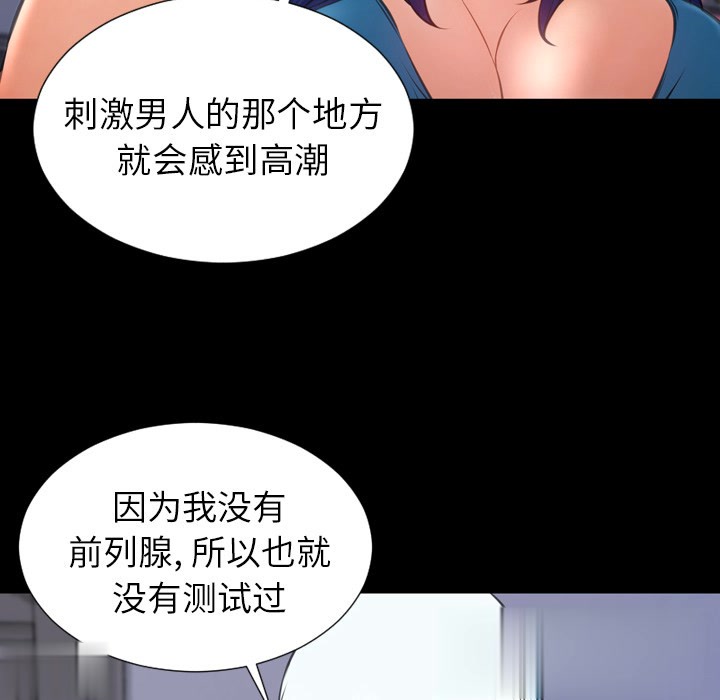 刺激男人的那个地方
就会感到高潮
因为我没有
前列腺,所以也就
没有测试过